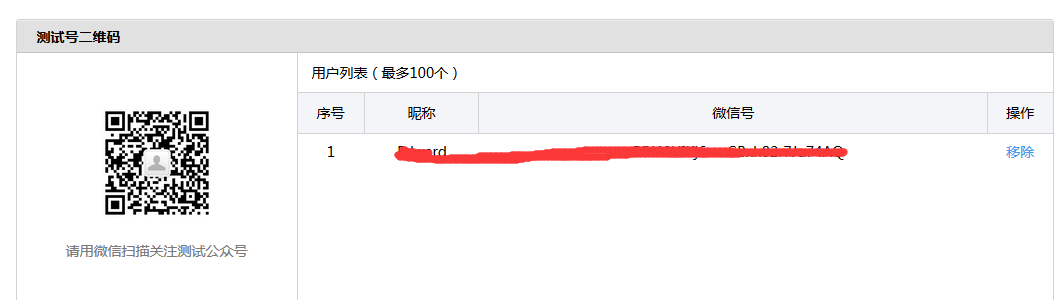 测试号二维码
用户列表（最多100个）
序号 昵称 微信号 操作
1 移除
请用微信扫描关注测试公众号